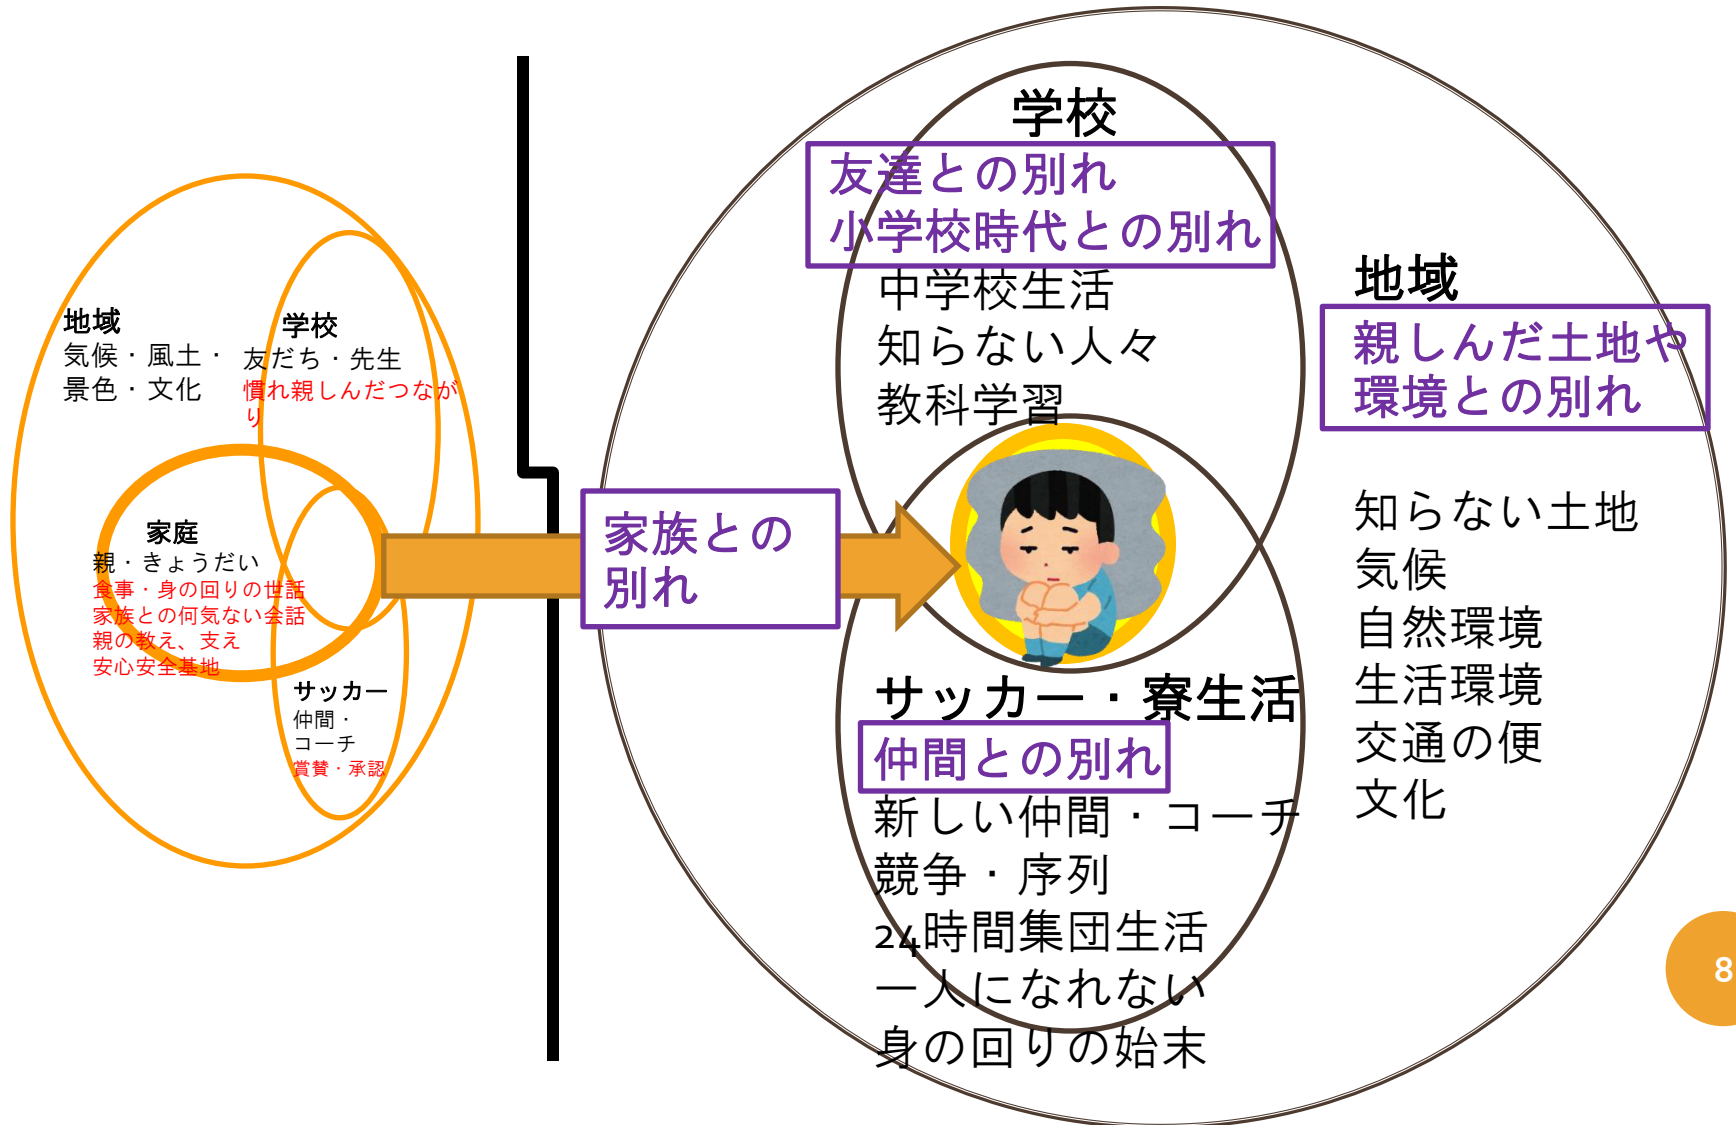 地域
気候・風土・
景色・文化
学校
友だち・先生
慣れ親しんだつなが
り
家庭
親・きょうだい
食事・身の回りの世話
家族との何気ない会話
親の教え、支え
安心安全基地
サッカー
仲間・
コーチ
賞賛・承認
家族との
別れ
学校
友達との別れ
小学校時代との別れ
中学校生活
知らない人々
教科学習
サッカー・寮生活
仲間との別れ
新しい仲間・コーチ
競争・序列
24時間集団生活
一人になれない
身の回りの始末
地域
親しんだ土地や
環境との別れ
知らない土地
気候
自然環境
生活環境
交通の便
文化
8